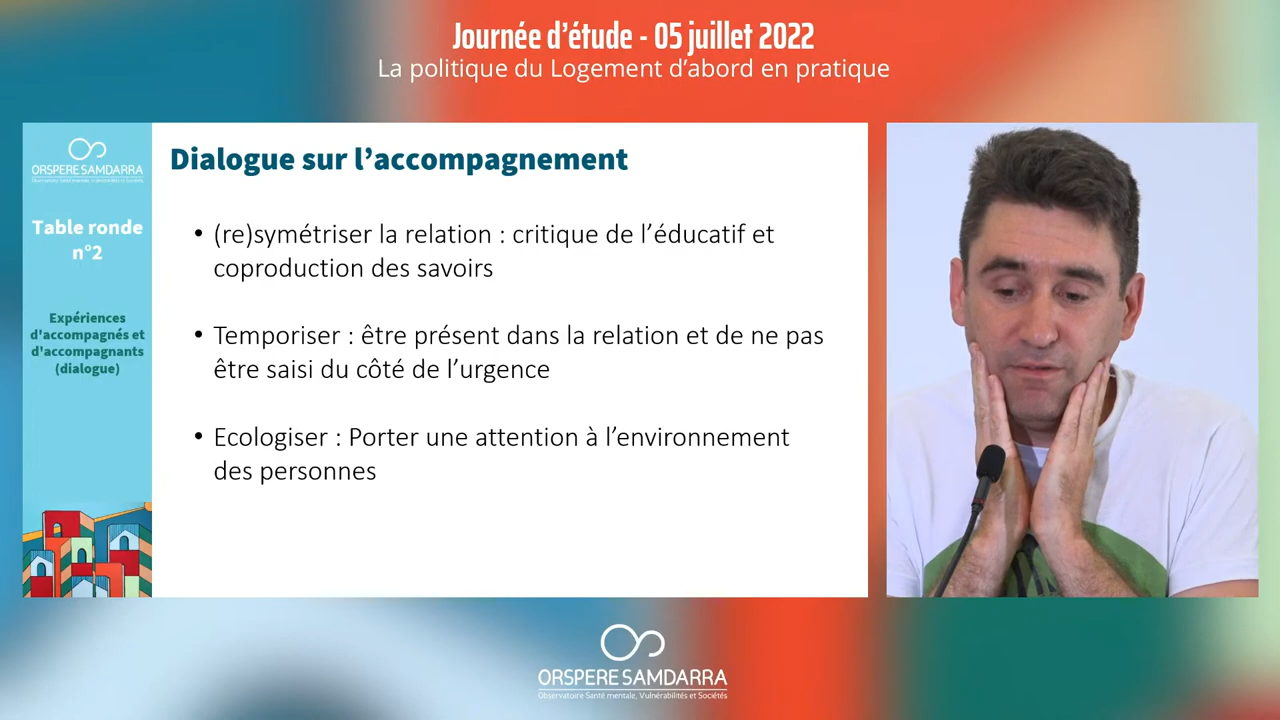 Journée d’étude - 05 juillet 2022
La politique du Logement d’abord en pratique
ORSPERE SAMDARRA
Table ronde
n°2
Expériences
d'accompagnés et
d'accompagnants
(dialogue)
Dialogue sur l’accompagnement
• (re)symétriser la relation : critique de l’éducatif et
coproduction des savoirs
• Temporiser : être présent dans la relation et de ne pas
être saisi du côté de l’urgence
• Ecologiser : Porter une attention à l’environnement
des personnes
ORSPERE SAMDARRA
Observatoire Santé mentale, Vulnérabilités et Sociétés